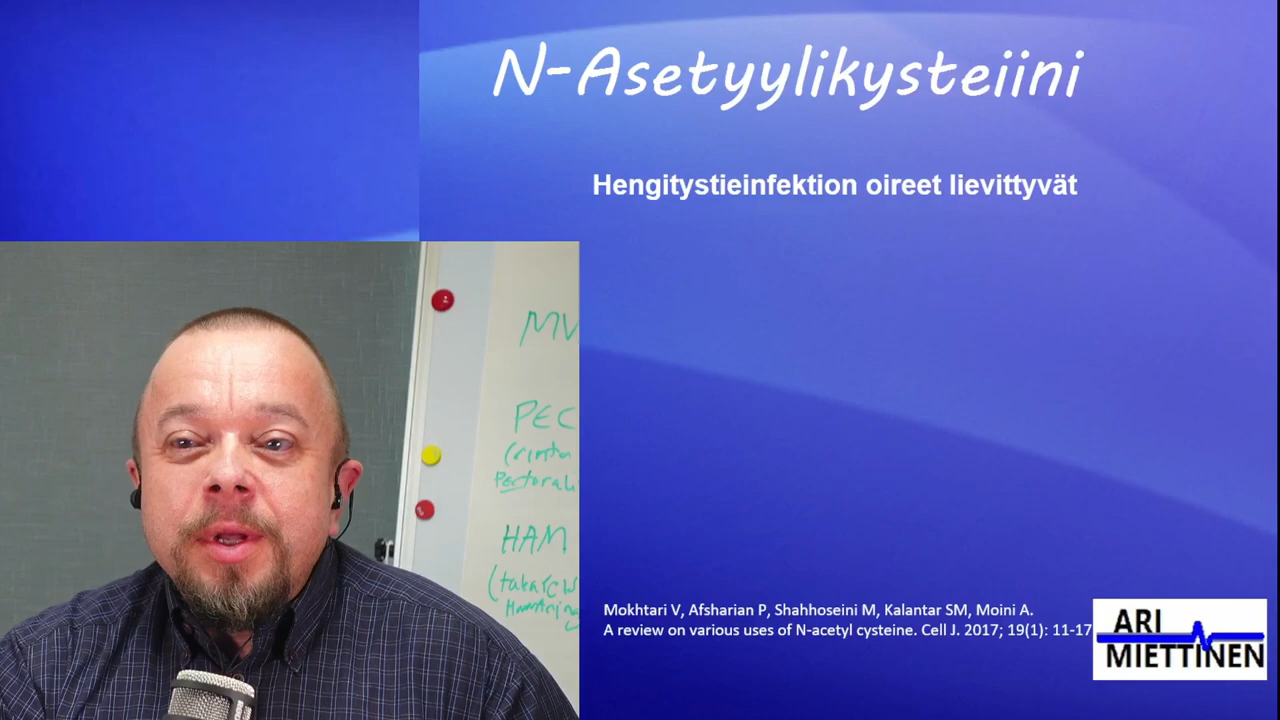 N-Asetyylikysteiini
Hengitystieinfektion oireet lievittyvät
MV
PEC
HAM
Mokhtari V, Afsharian P, Shahhoseini M, Kalantar SM, Moini A.
A review on various uses of N-acetyl cysteine. Cell J. 2017; 19(1): 11-17
ARI
MIETTINEN